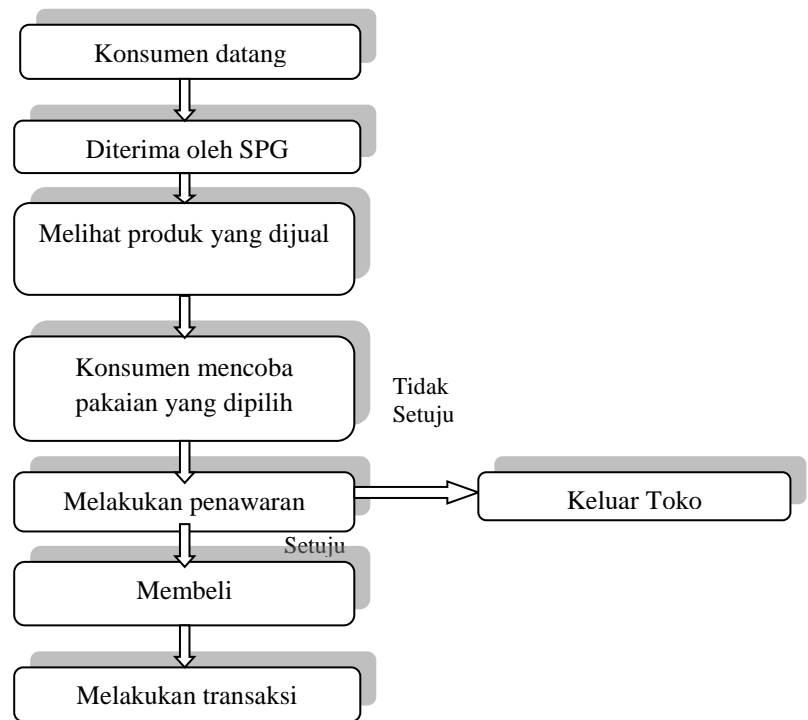 Konsumen datang
Diterima oleh SPG
Melihat produk yang dijual
Konsumen mencoba
pakaian yang dipilih
Tidak
Setuju
Melakukan penawaran
Keluar Toko
Setuju
Membeli
Melakukan transaksi